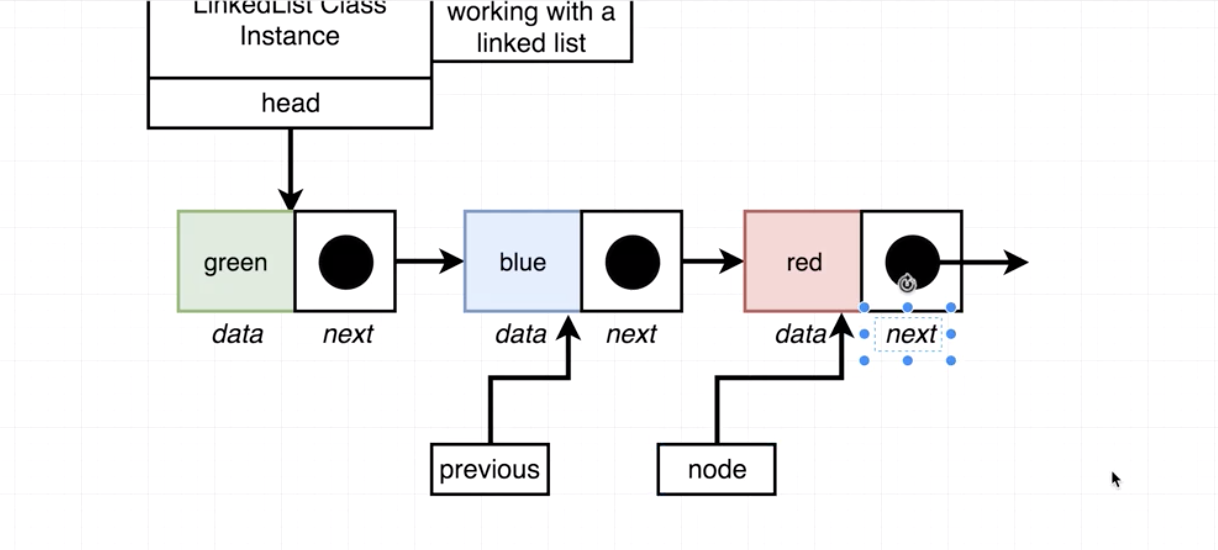 LinkedList Class
Instance
working with a
linked list
head
green
blue
red
data
next
data
next
data
next
previous
node